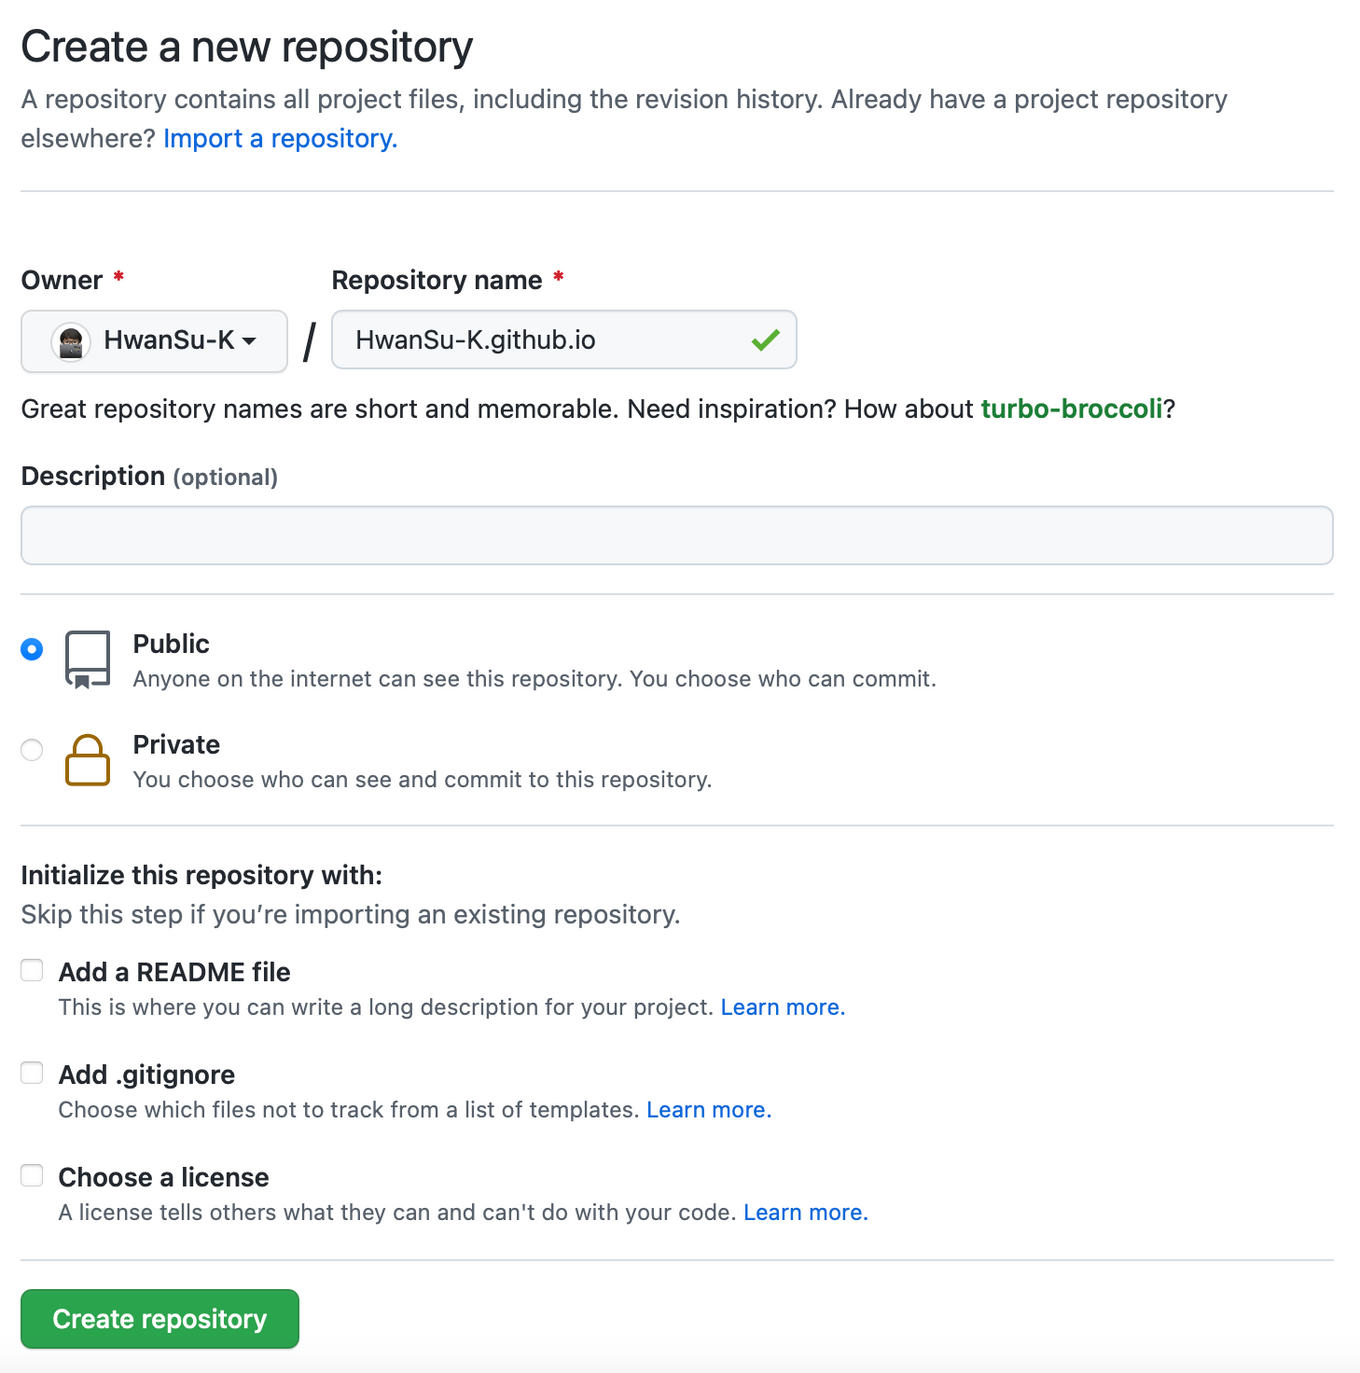 Create a new repository
A repository contains all project files, including the revision history. Already have a project repository
elsewhere? Import a repository.
Owner *
Repository name *
HwanSu-K
/
HwanSu-K.github.io
Great repository names are short and memorable. Need inspiration? How about turbo-broccoli?
Description (optional)
Public
Anyone on the internet can see this repository. You choose who can commit.
Private
You choose who can see and commit to this repository.
Initialize this repository with:
Skip this step if you’re importing an existing repository.
Add a README file
This is where you can write a long description for your project. Learn more.
Add .gitignore
Choose which files not to track from a list of templates. Learn more.
Choose a license
A license tells others what they can and can't do with your code. Learn more.
Create repository